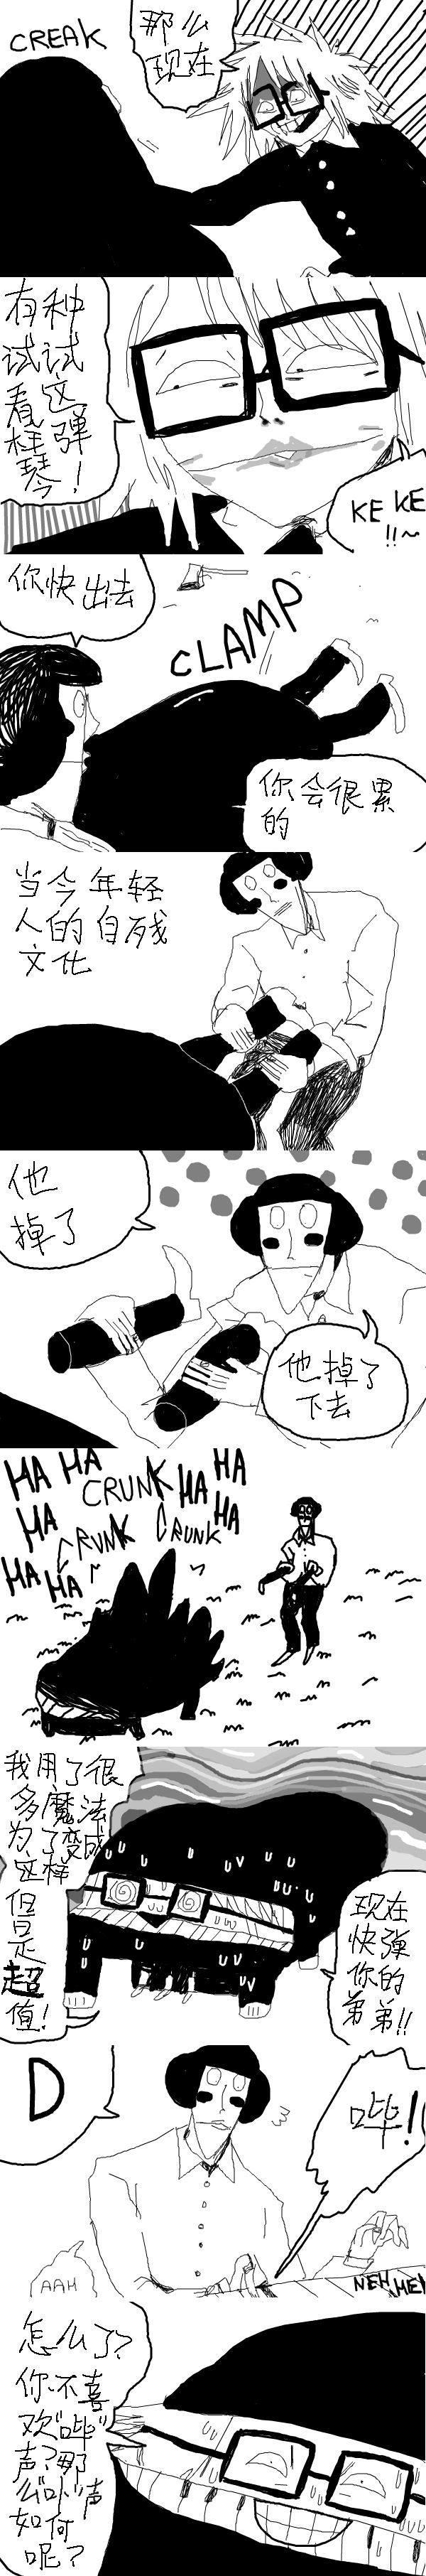 CREAK
那么
现在
有种
试试
看这
样弹
琴！
KE KE
!!~
你快出去
CLAMP
你会很累
的
当今年轻
人的自残
文化
他
掉了
他掉了
下去
HA HA HA HA
CRUNK
HA HA
CRUNK CRUNK
HA HA
我用了很
多魔法
为了变成
这样
但
是
超
值！
现在
快弹
你的
弟弟!!
D
哔！
AAH
NEH HEH
怎么了？
你不喜
欢"哔"
声？那
么"卟"声
如何
呢？